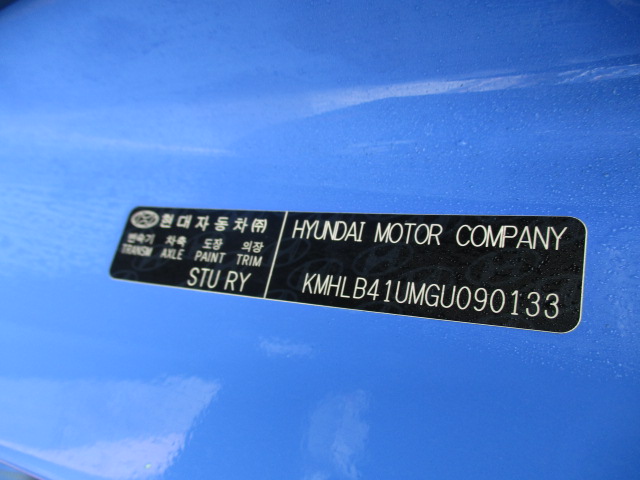 현대자동차㈜
변속기 차축 도장 의장
TRANSM AXLE PAINT TRIM
STU RY
HYUNDAI MOTOR COMPANY
KMHLB41UMGU090133